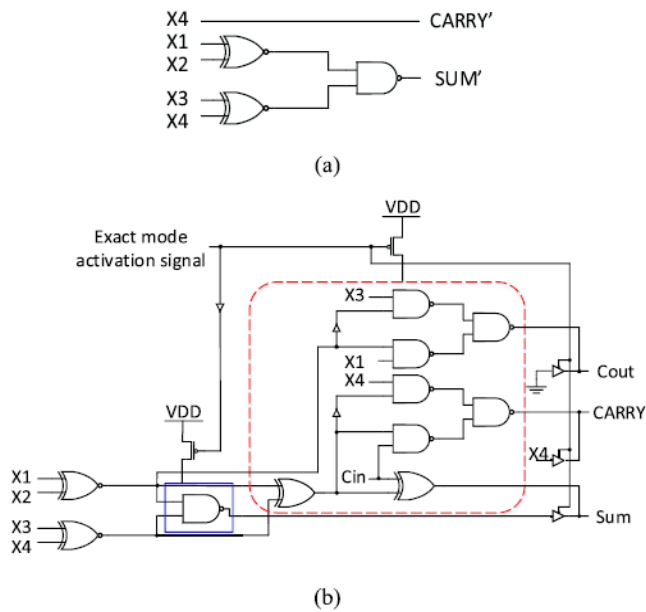 X4 CARRY'
X1
X2 SUM'
X3
X4
(a)
VDD
Exact mode
activation signal
X3
X1
X4
VDD
Cout
CARRY
X4
Cin
X1
X2
X3
X4
Sum
(b)